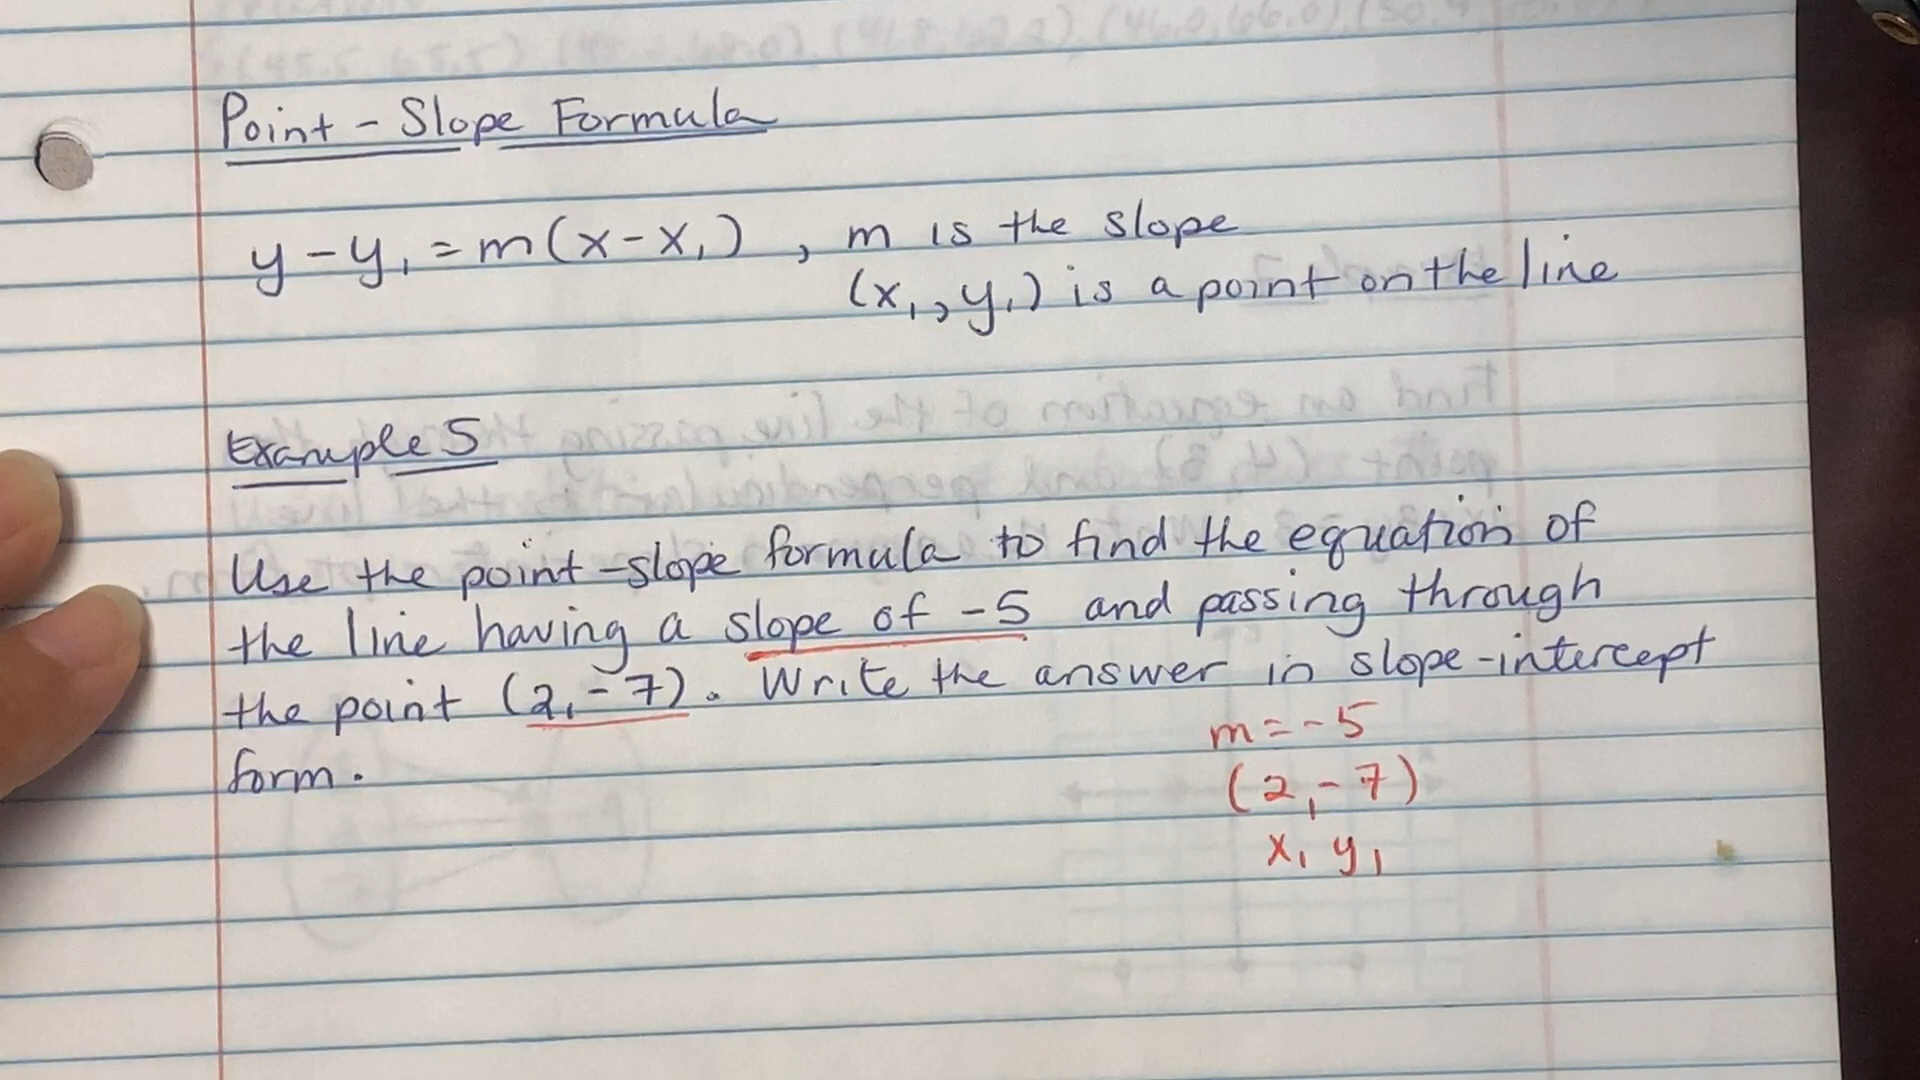 Point - Slope Formula
y - y₁ = m(x - x₁) , m is the slope
(x₁, y₁) is a point on the line
Example 5
Use the point-slope formula to find the equation of
the line having a slope of -5 and passing through
the point (2, -7). Write the answer in slope-intercept
form.
m = -5
(2, -7)
x₁ y₁